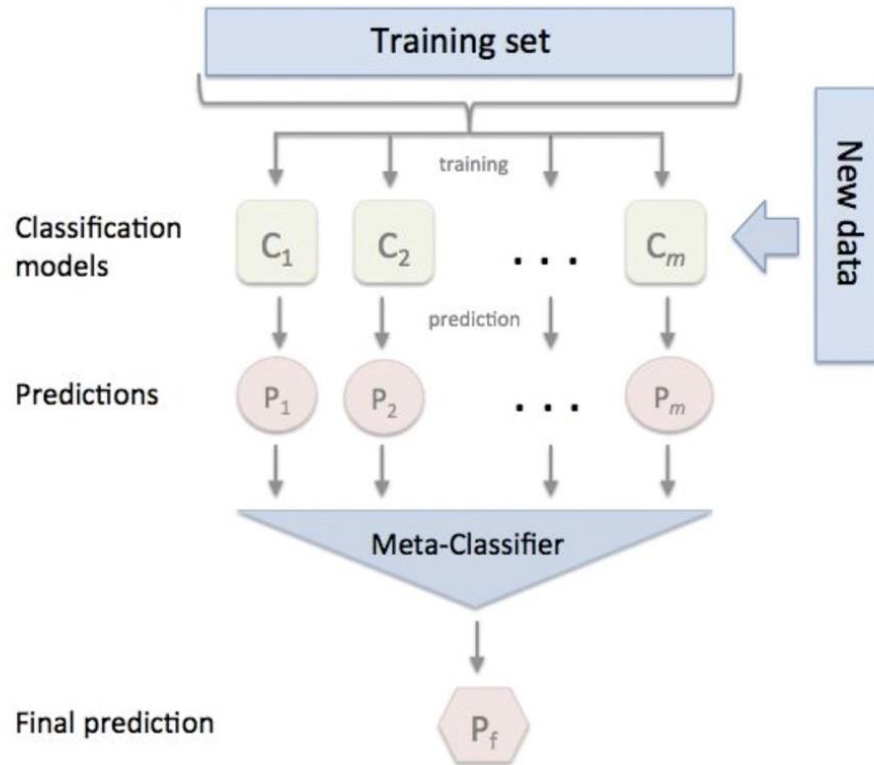 Training set
training
New data
Classification
models
C1
C2
. . .
Cm
prediction
Predictions
P1
P2
. . .
Pm
Meta-Classifier
Final prediction
Pf